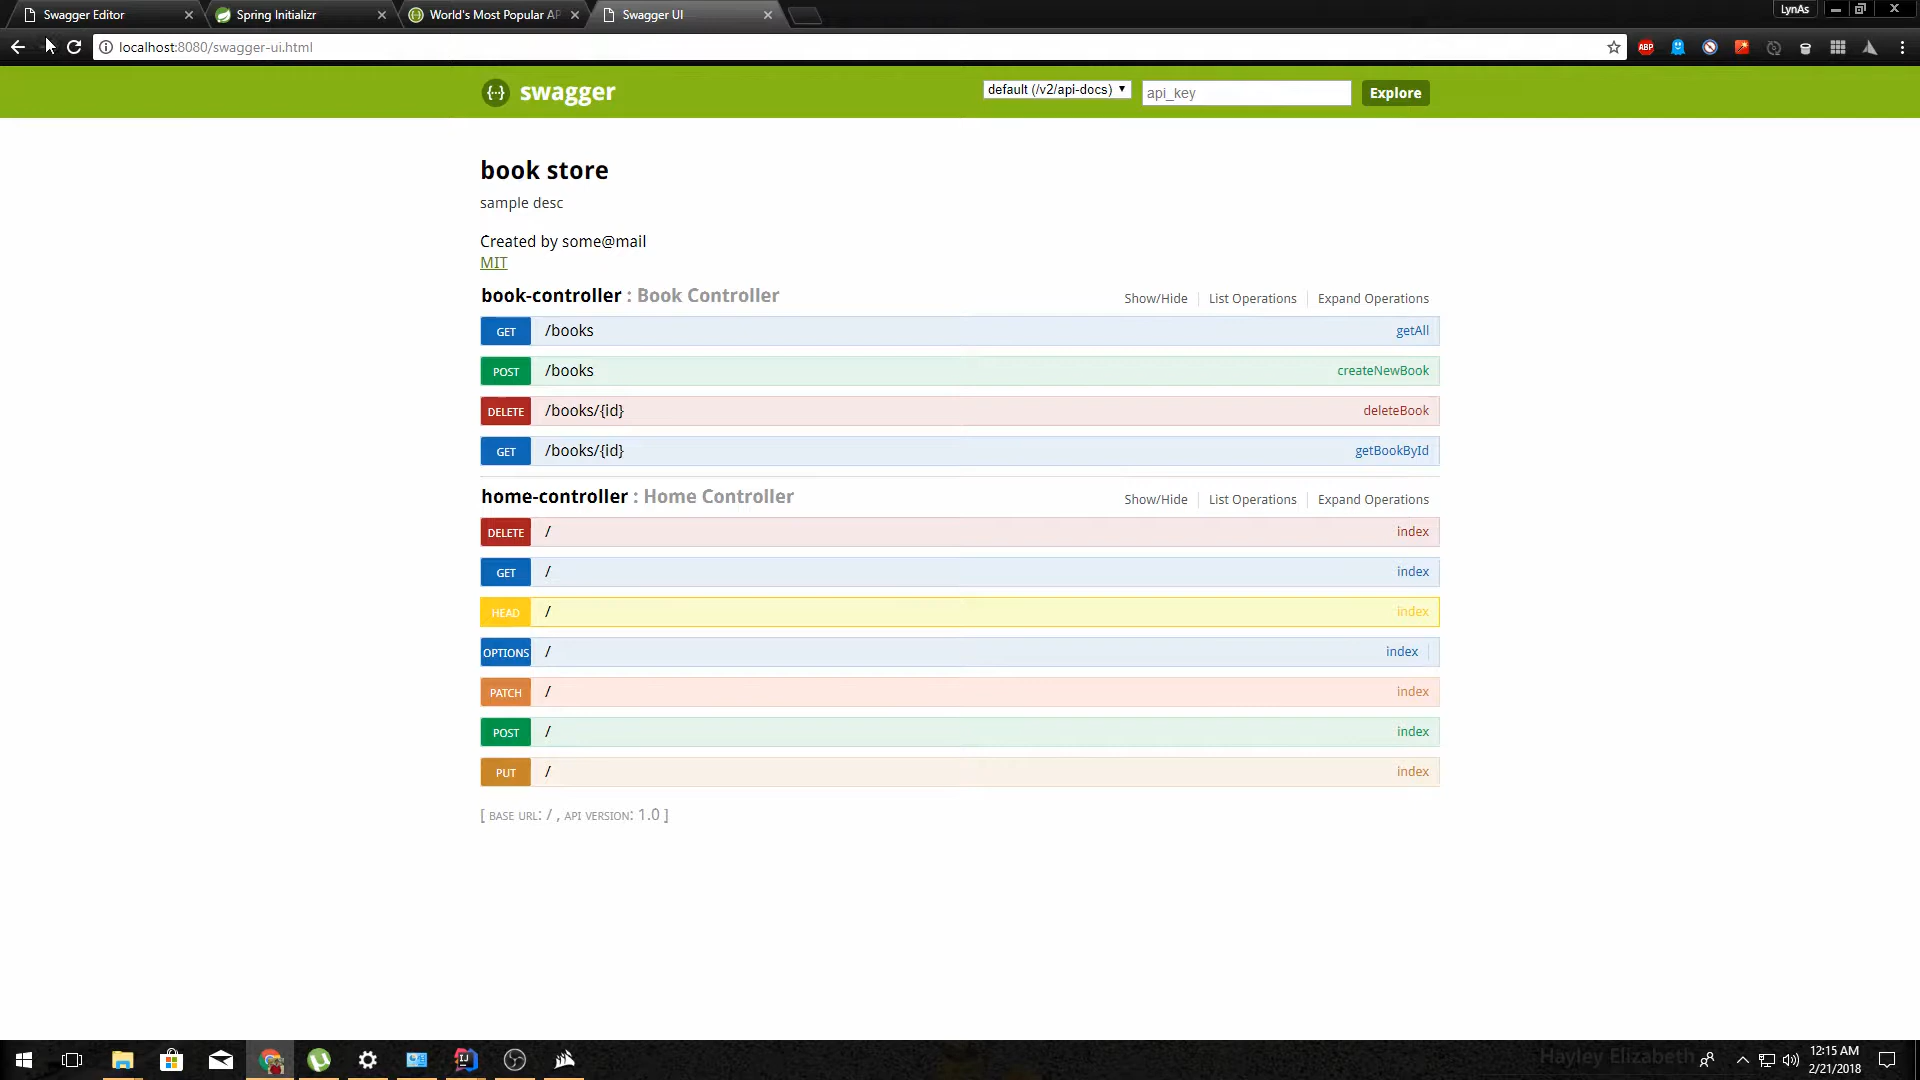 Swagger Editor
Spring Initializr
World's Most Popular AP
Swagger UI
LynAs
localhost:8080/swagger-ui.html
ABP
{···} swagger
default (/v2/api-docs)
api_key
Explore
book store
sample desc
Created by some@mail
MIT
book-controller : Book Controller
Show/Hide
List Operations
Expand Operations
GET /books getAll
POST /books createNewBook
DELETE /books/{id} deleteBook
GET /books/{id} getBookById
home-controller : Home Controller
Show/Hide
List Operations
Expand Operations
DELETE / index
GET / index
HEAD / index
OPTIONS / index
PATCH / index
POST / index
PUT / index
[ BASE URL: / , API VERSION: 1.0 ]
IJ
Hayley Elizabeth
12:15 AM
2/21/2018